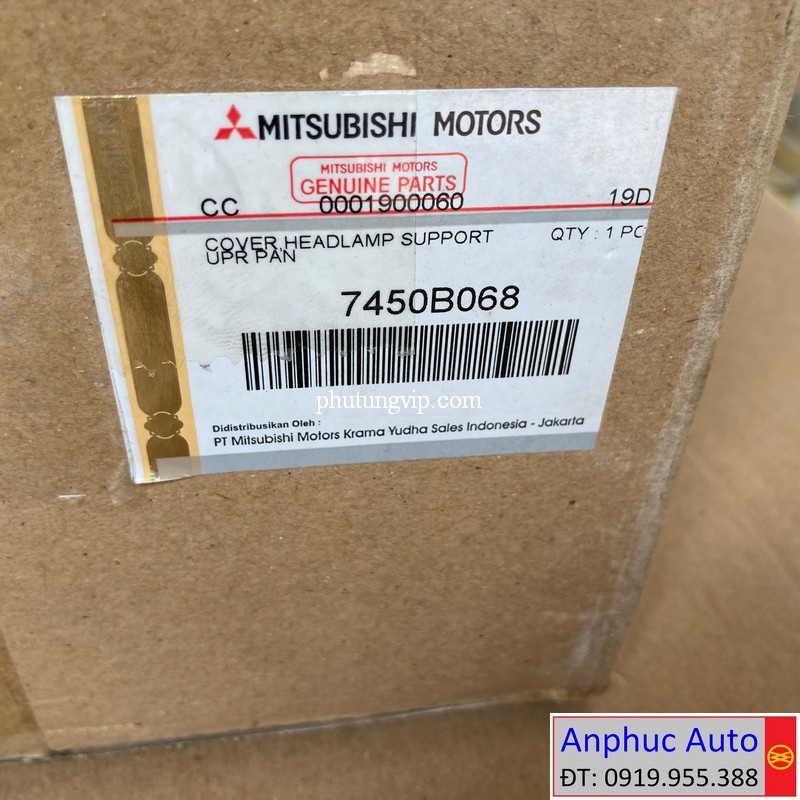 MITSUBISHI MOTORS
MITSUBISHI MOTORS
GENUINE PARTS
CC 0001900060 19D
COVER,HEADLAMP SUPPORT QTY : 1 PC
UPR PAN
7450B068
phutungvip.com
Didistribusikan Oleh :
PT Mitsubishi Motors Krama Yudha Sales Indonesia - Jakarta
Anphuc Auto
ĐT: 0919.955.388